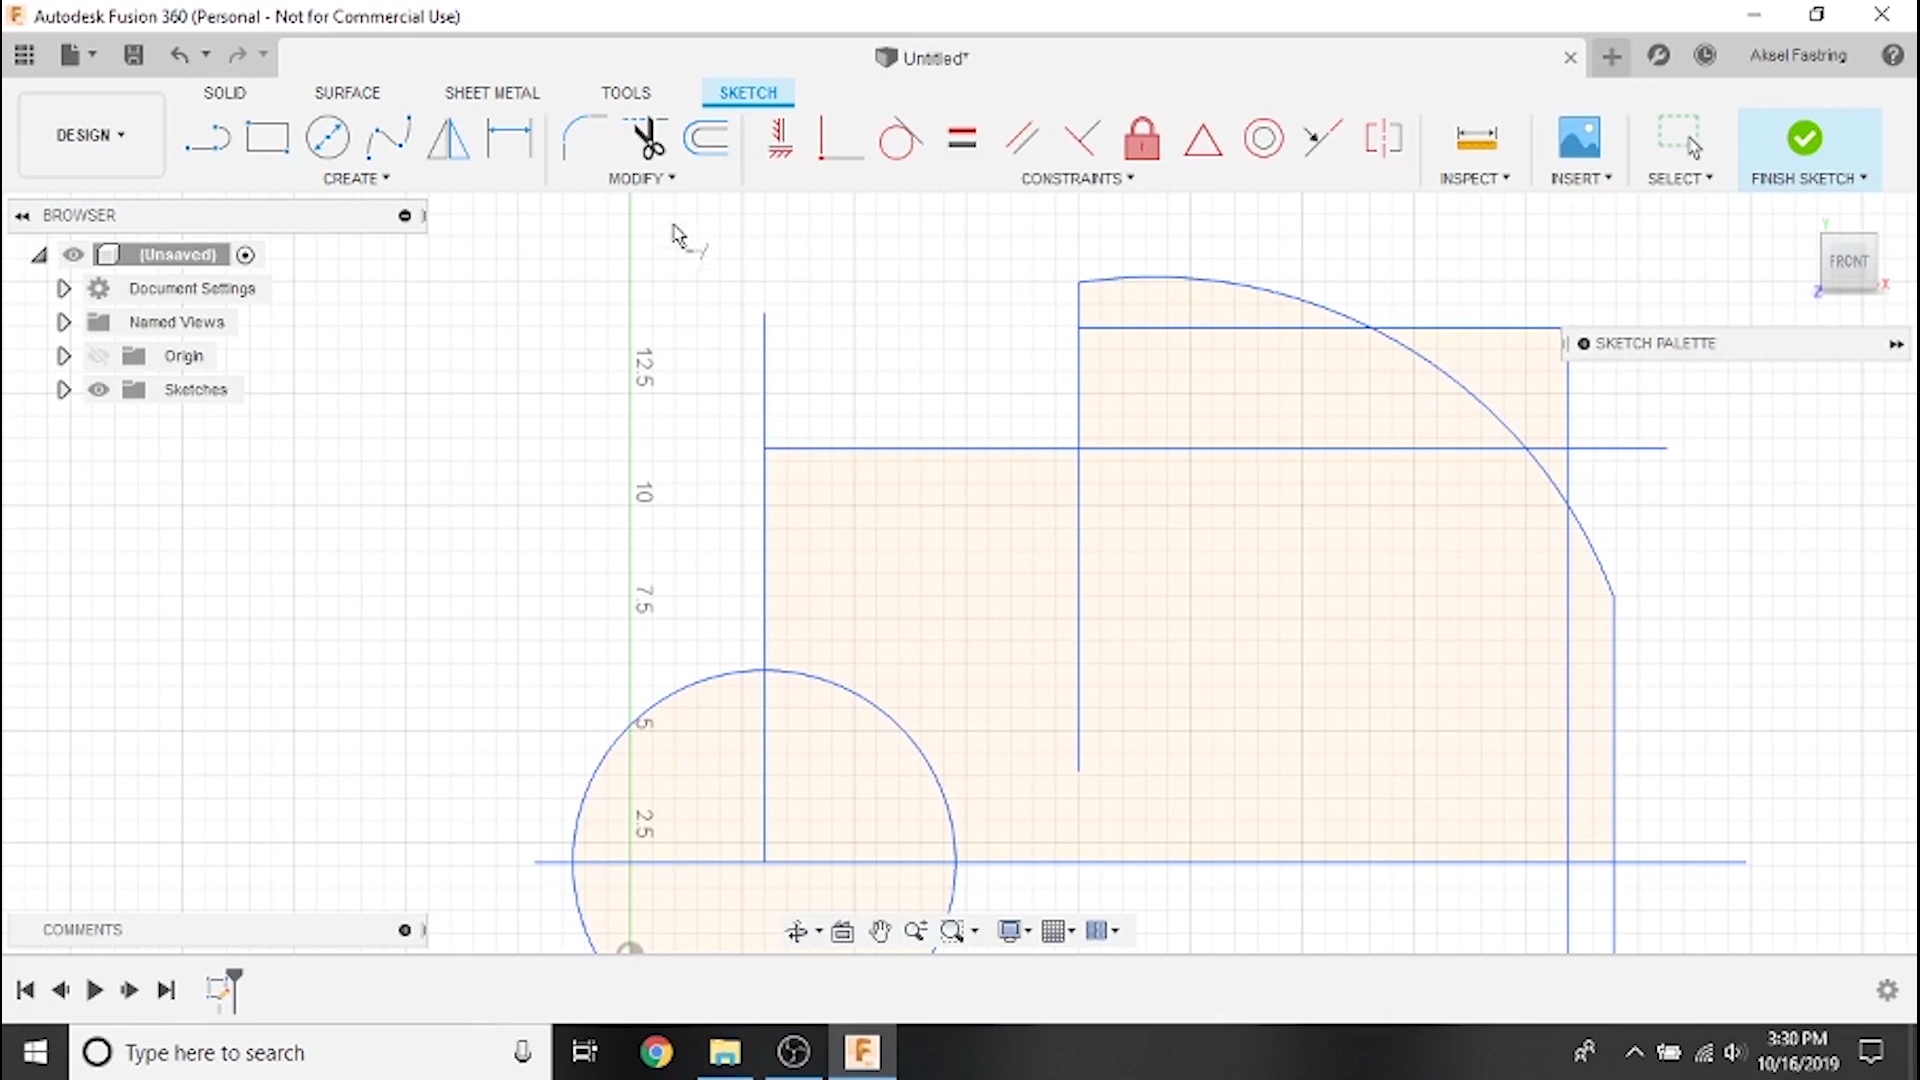 Autodesk Fusion 360 (Personal - Not for Commercial Use)
Untitled*
Aksel Fastring
SOLID SURFACE SHEET METAL TOOLS SKETCH
DESIGN
CREATE MODIFY CONSTRAINTS INSPECT INSERT SELECT FINISH SKETCH
BROWSER
(Unsaved)
Document Settings
Named Views
Origin
Sketches
Y
FRONT
X
Z
SKETCH PALETTE
12.5
10
7.5
5
2.5
COMMENTS
Type here to search
3:30 PM
10/16/2019